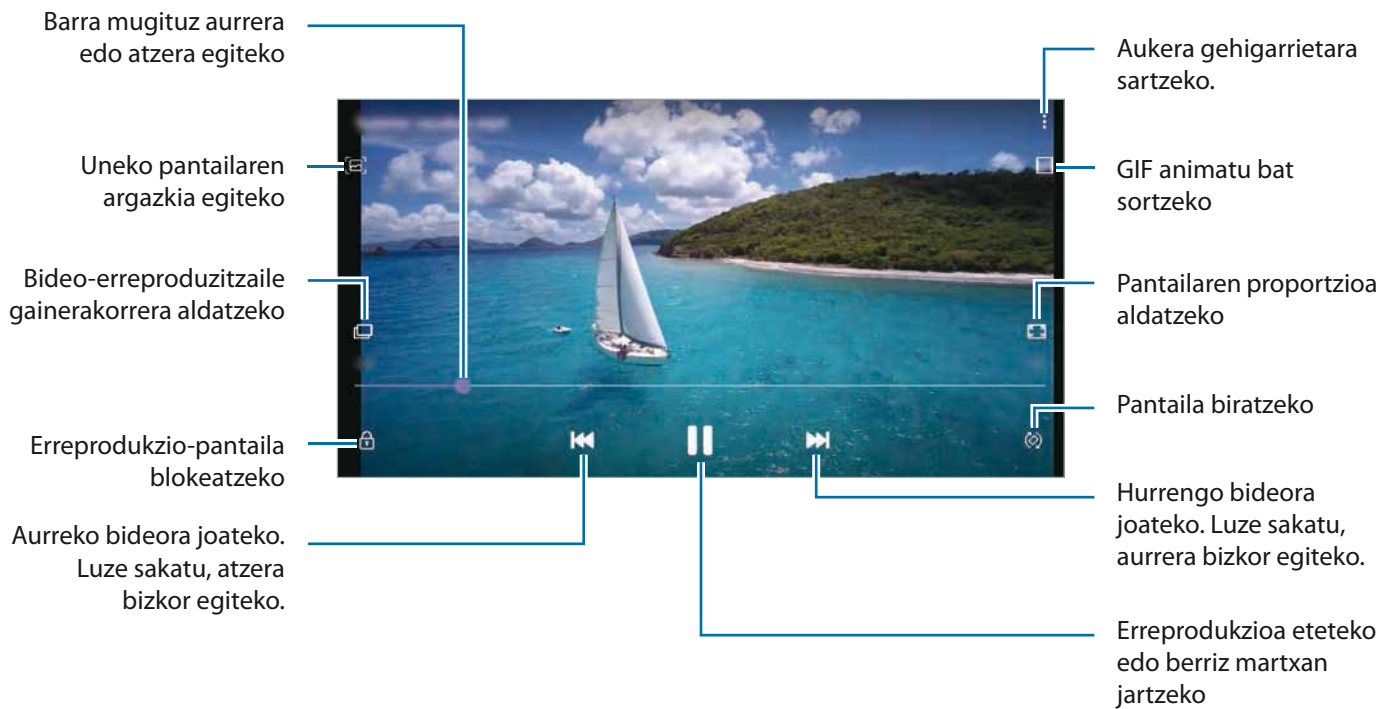 Barra mugituz aurrera
edo atzera egiteko
Uneko pantailaren
argazkia egiteko
Bideo-erreproduzitzaile
gainerakorrera aldatzeko
Erreprodukzio-pantaila
blokeatzeko
Aurreko bideora joateko.
Luze sakatu, atzera
bizkor egiteko.
Aukera gehigarrietara
sartzeko.
GIF animatu bat
sortzeko
Pantailaren proportzioa
aldatzeko
Pantaila biratzeko
Hurrengo bideora
joateko. Luze sakatu,
aurrera bizkor egiteko.
Erreprodukzioa eteteko
edo berriz martxan
jartzeko